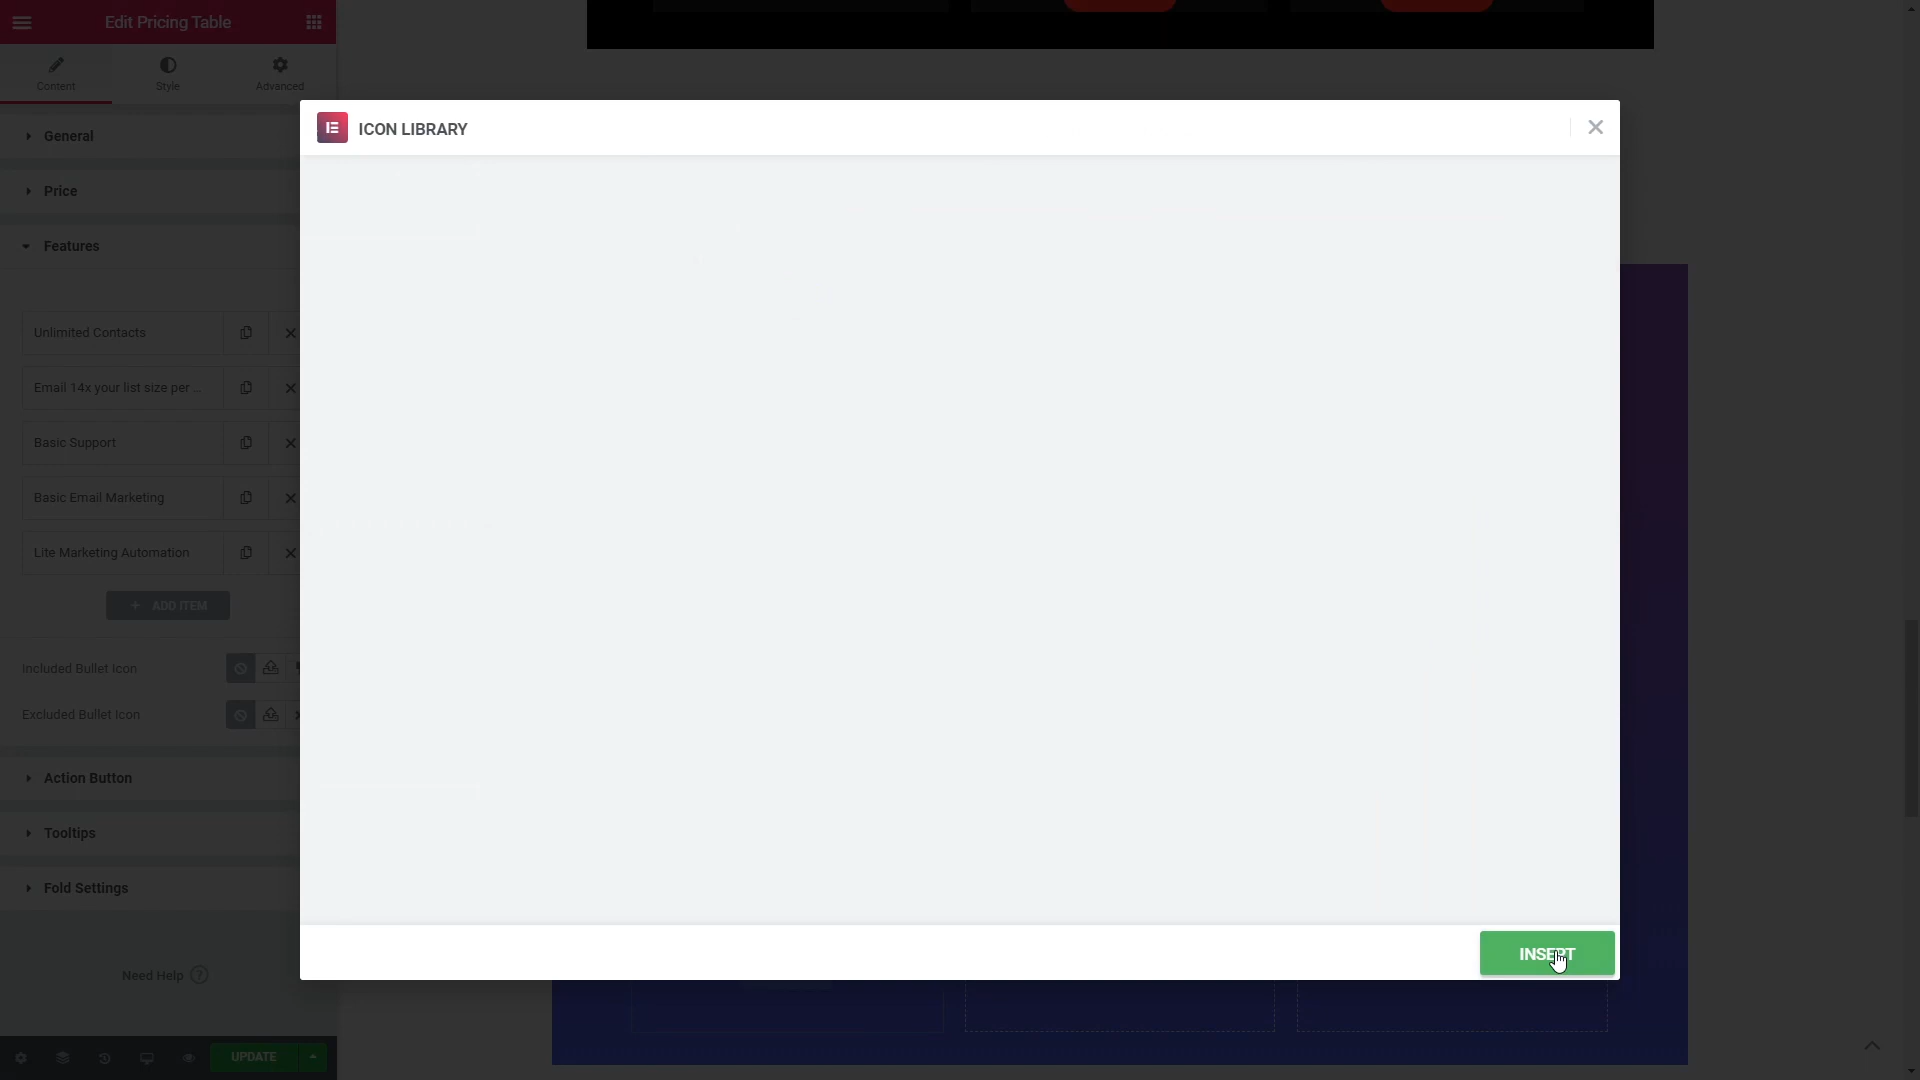 Edit Pricing Table
Content
Style
Advanced
ICON LIBRARY
General
Price
Features
Unlimited Contacts
Email 14x your list size per ...
Basic Support
Basic Email Marketing
Lite Marketing Automation
ADD ITEM
Included Bullet Icon
Excluded Bullet Icon
Action Button
Tooltips
Fold Settings
INSERT
Need Help ?
UPDATE